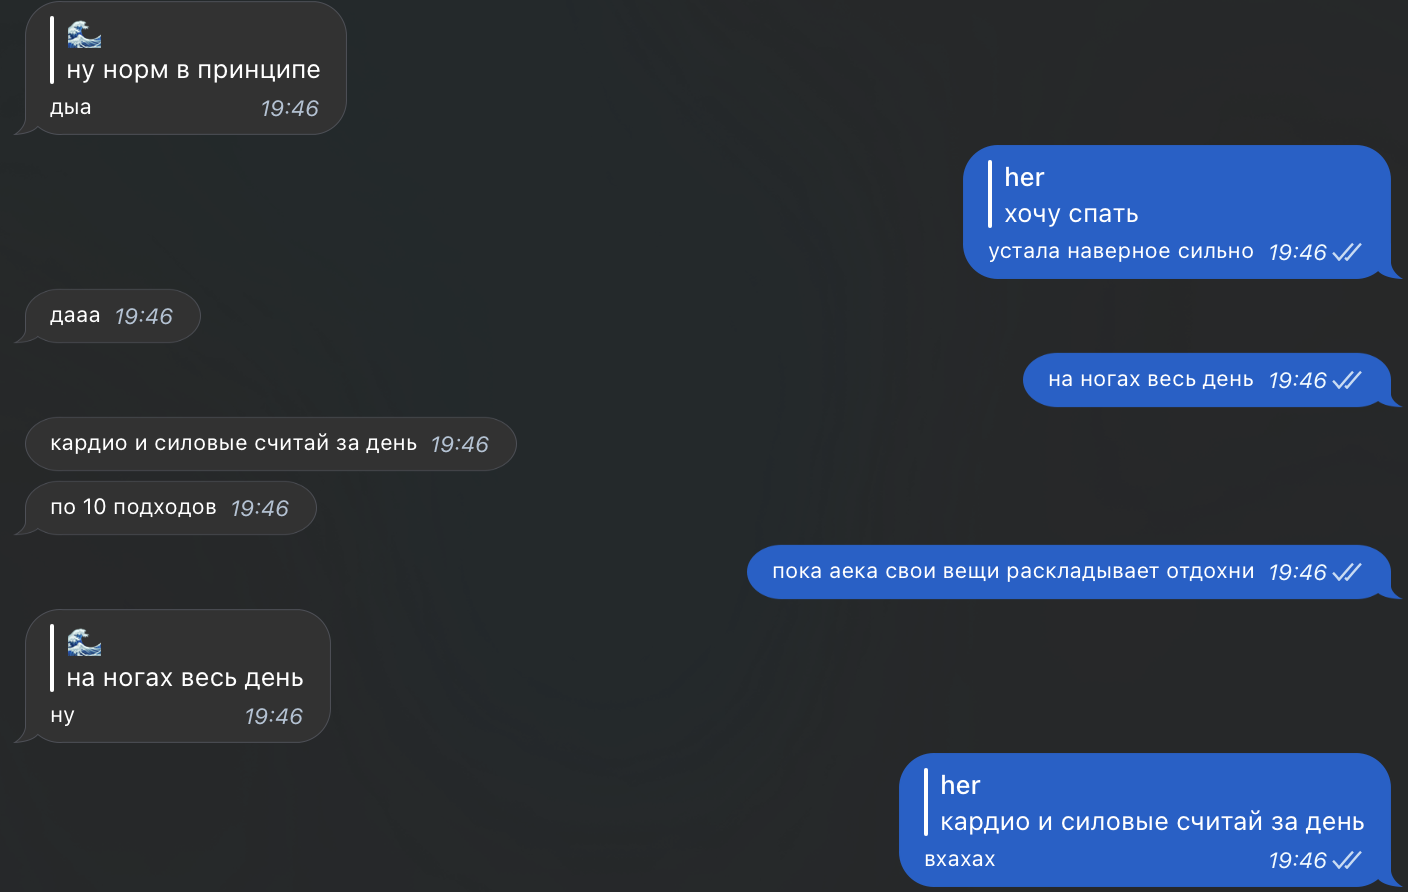 🌊
ну норм в принципе
дыа 19:46
her
хочу спать
устала наверное сильно 19:46
дааа 19:46
на ногах весь день 19:46
кардио и силовые считай за день 19:46
по 10 подходов 19:46
пока аека свои вещи раскладывает отдохни 19:46
🌊
на ногах весь день
ну 19:46
her
кардио и силовые считай за день
вхахах 19:46